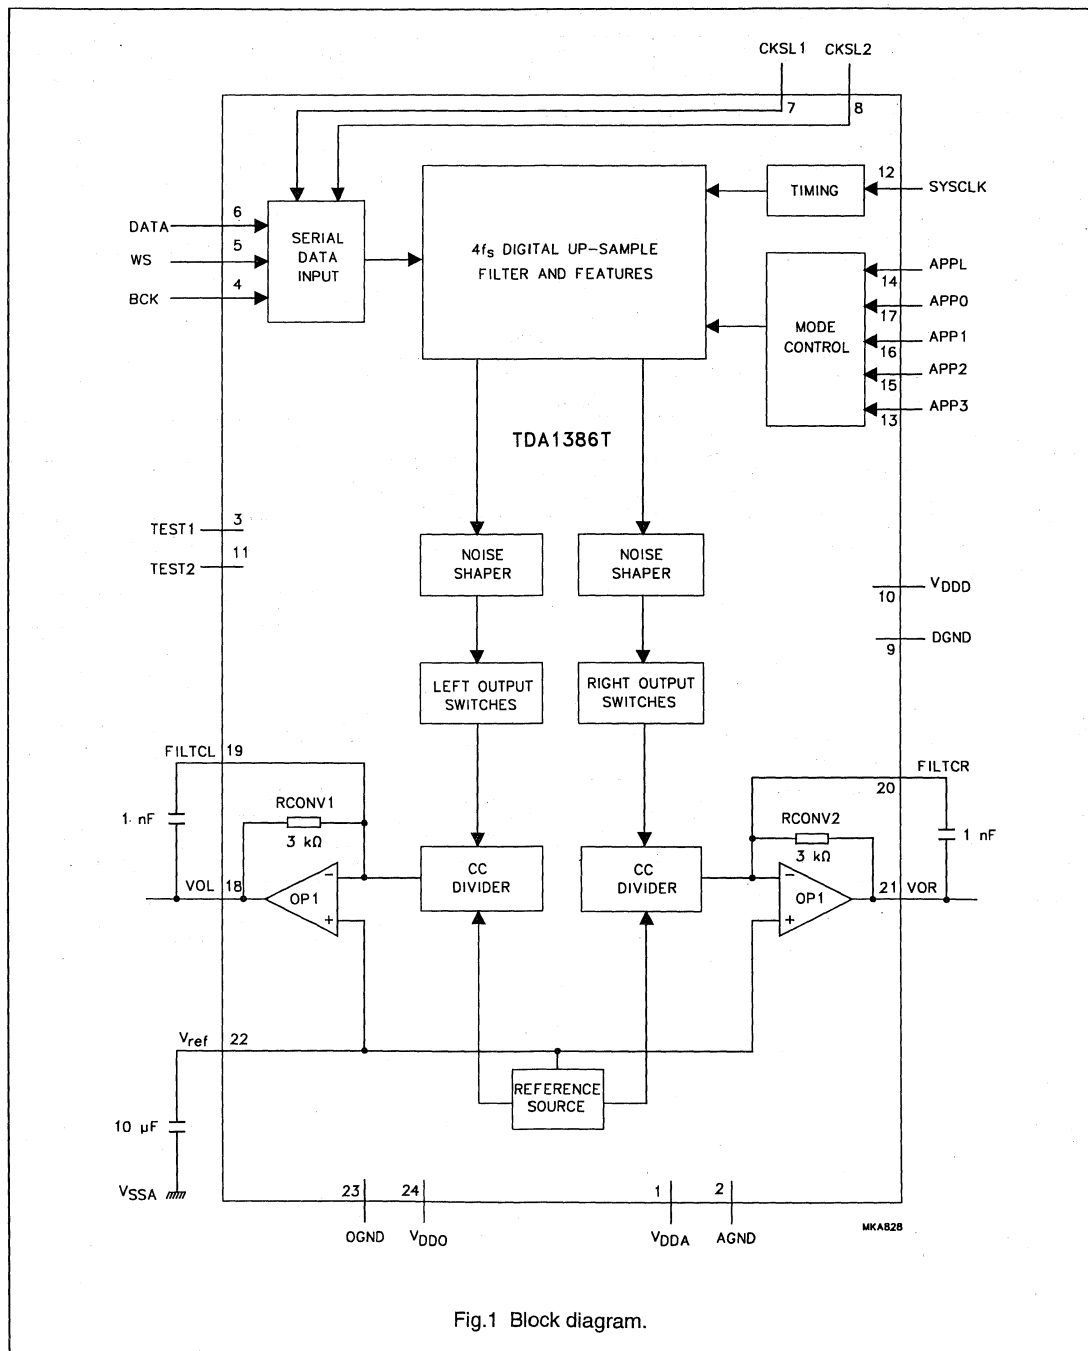 CKSL1 CKSL2
7 8
12
TIMING SYSCLK
DATA 6
WS 5
BCK 4
SERIAL
DATA
INPUT
4fs DIGITAL UP-SAMPLE
FILTER AND FEATURES
MODE
CONTROL
APPL
14
APP0
17
APP1
16
APP2
15
APP3
13
TDA1386T
TEST1 3
TEST2 11
NOISE
SHAPER
NOISE
SHAPER
VDDD
10
DGND
9
LEFT OUTPUT
SWITCHES
RIGHT OUTPUT
SWITCHES
FILTCL 19
FILTCR
20
RCONV1
3 kΩ
1 nF
RCONV2
3 kΩ
1 nF
VOL 18
OP1
−
+
CC
DIVIDER
CC
DIVIDER
−
+
OP1
21 VOR
Vref 22
REFERENCE
SOURCE
10 µF
VSSA
23 24 1 2
OGND VDDO VDDA AGND
MKA828
Fig.1 Block diagram.